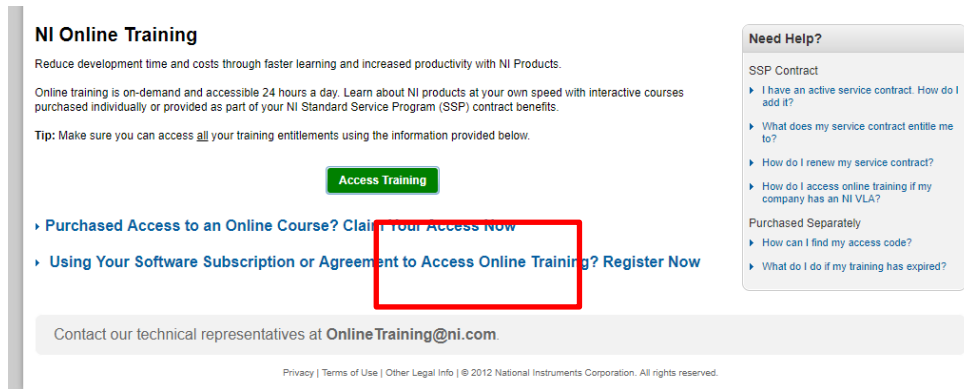 NI Online Training
Reduce development time and costs through faster learning and increased productivity with NI Products.
Online training is on-demand and accessible 24 hours a day. Learn about NI products at your own speed with interactive courses
purchased individually or provided as part of your NI Standard Service Program (SSP) contract benefits.
Tip: Make sure you can access all your training entitlements using the information provided below.
Access Training
Purchased Access to an Online Course? Claim Your Access Now
Using Your Software Subscription or Agreement to Access Online Training? Register Now
Need Help?
SSP Contract
I have an active service contract. How do I
add it?
What does my service contract entitle me
to?
How do I renew my service contract?
How do I access online training if my
company has an NI VLA?
Purchased Separately
How can I find my access code?
What do I do if my training has expired?
Contact our technical representatives at OnlineTraining@ni.com.
Privacy | Terms of Use | Other Legal Info | © 2012 National Instruments Corporation. All rights reserved.